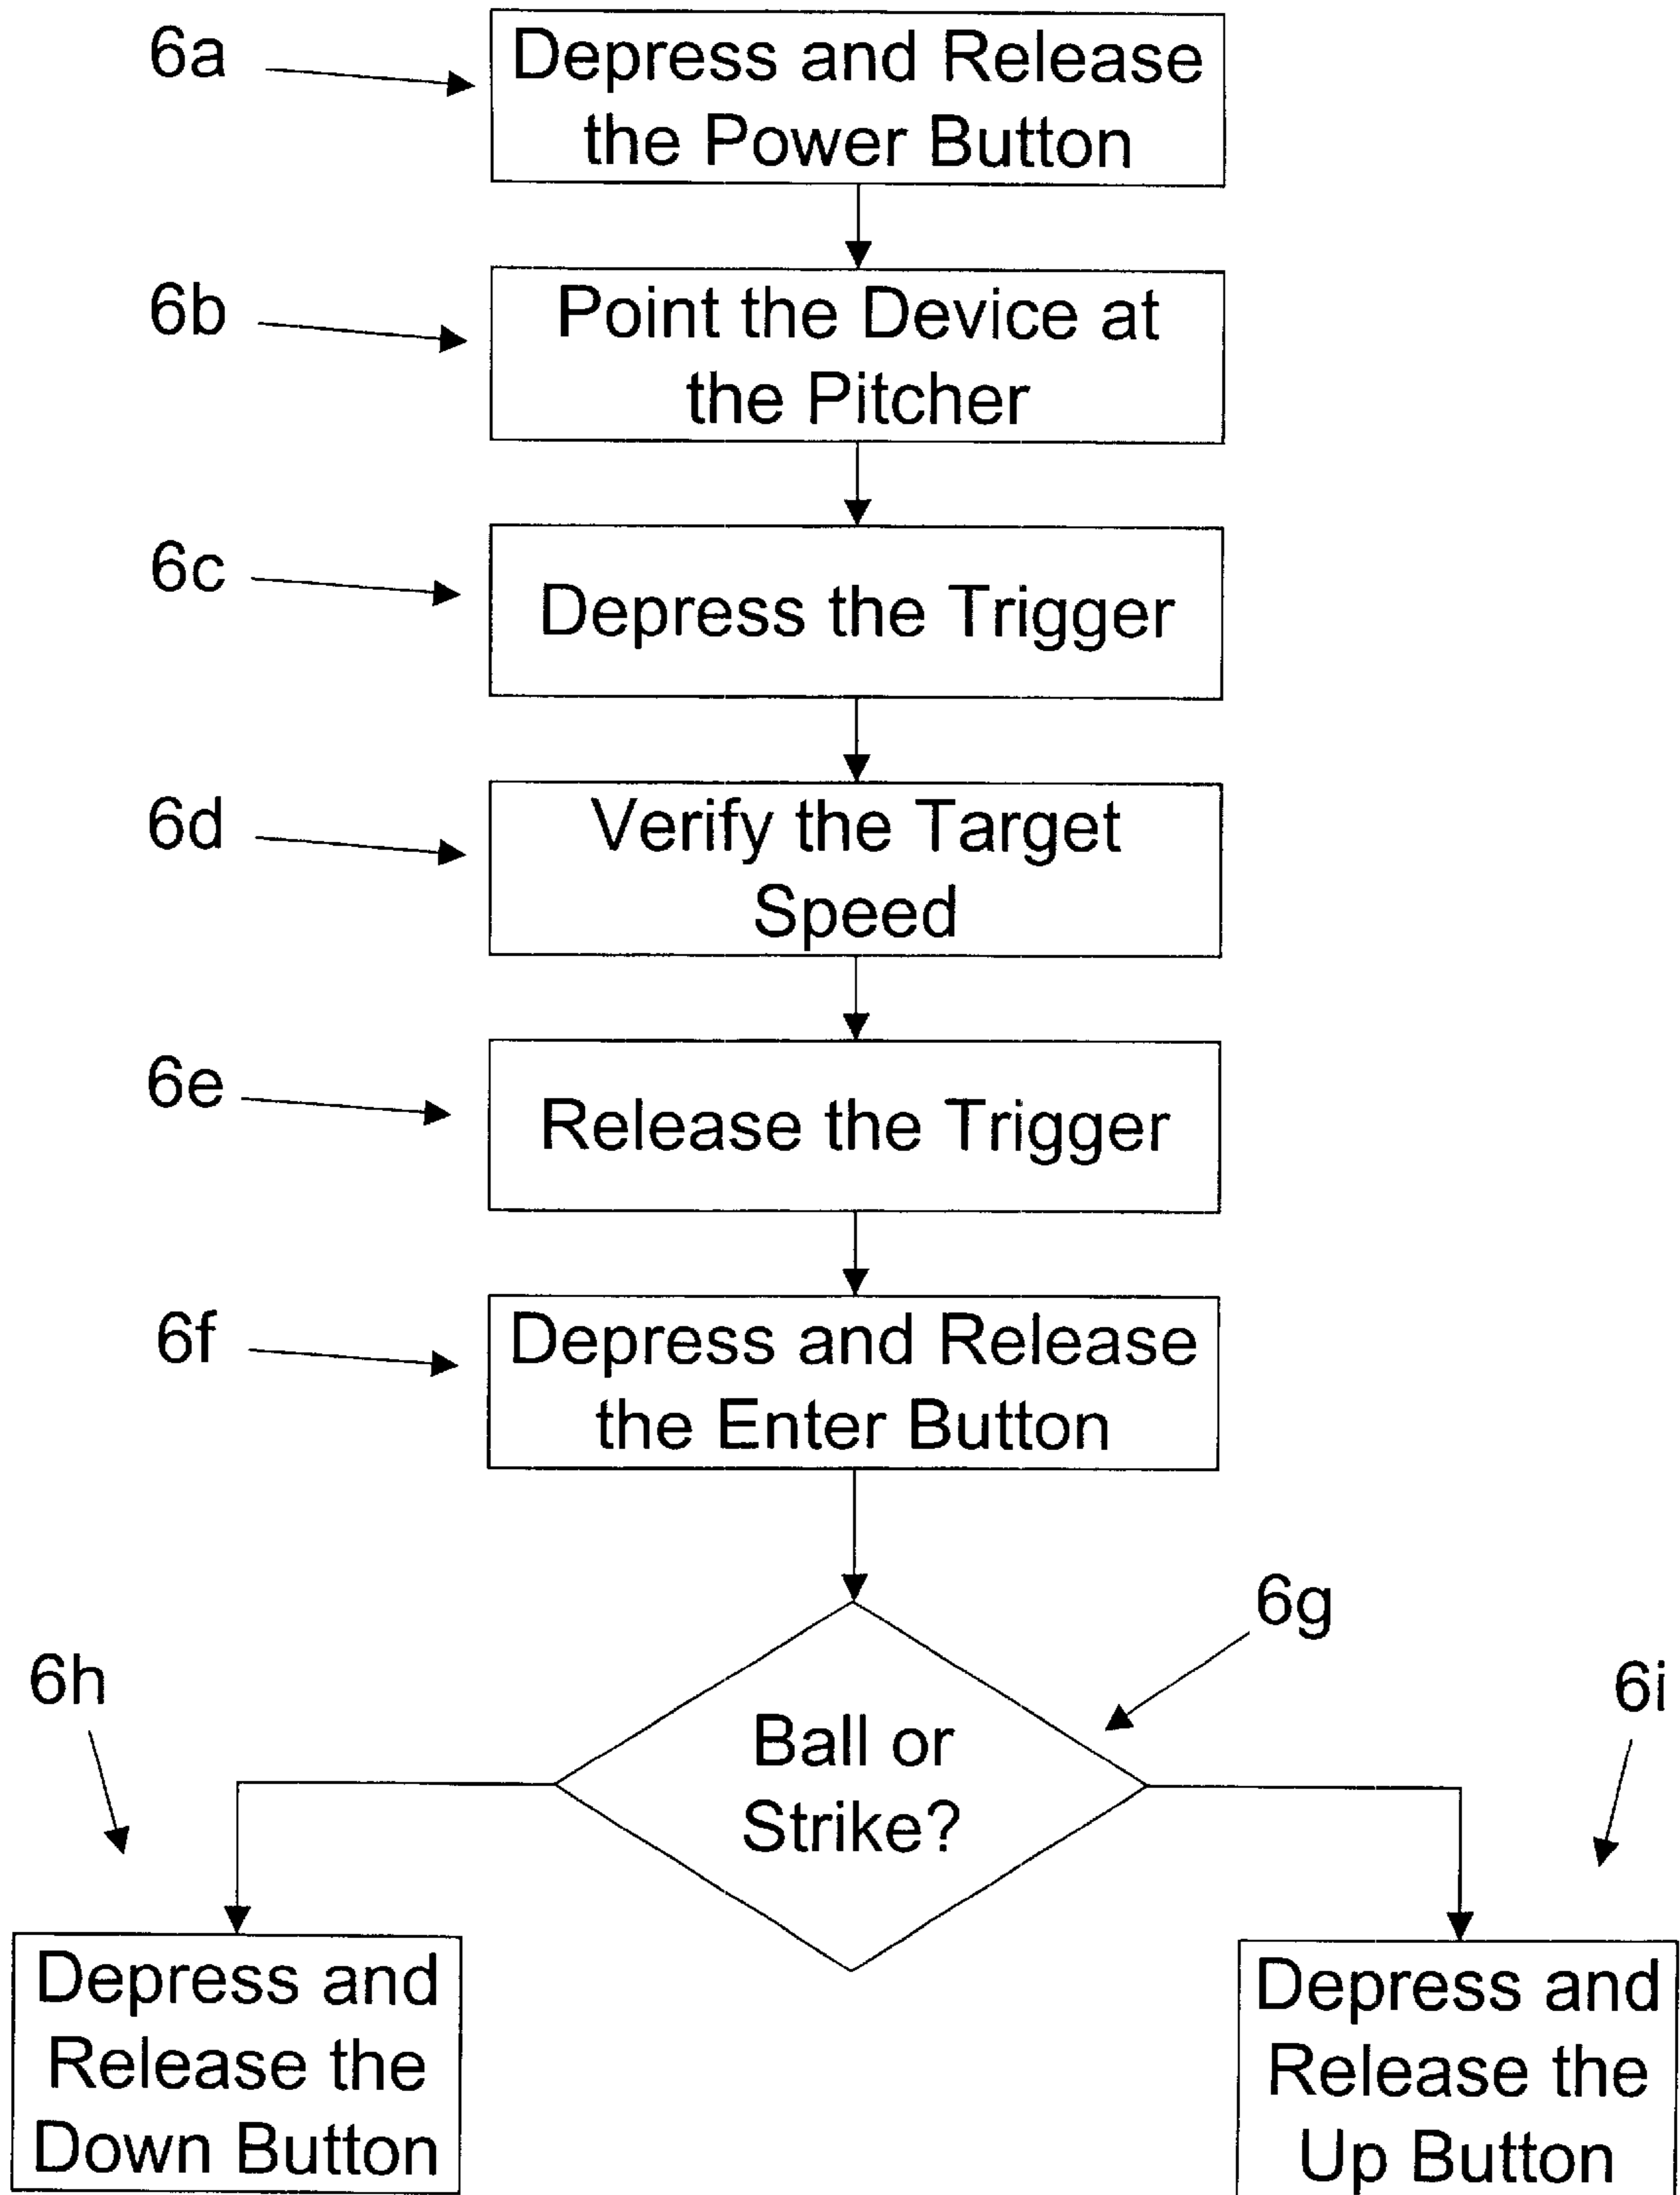 6a
Depress and Release
the Power Button
6b
Point the Device at
the Pitcher
6c
Depress the Trigger
6d
Verify the Target
Speed
6e
Release the Trigger
6f
Depress and Release
the Enter Button
6g
Ball or
Strike?
6h
Depress and
Release the
Down Button
6i
Depress and
Release the
Up Button